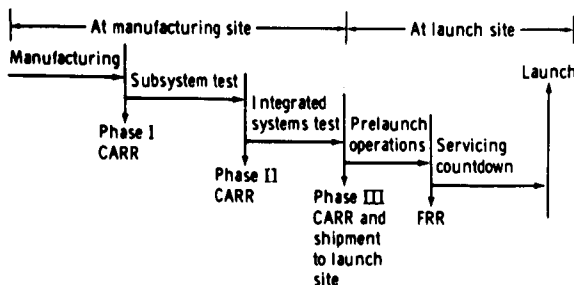 At manufacturing site
At launch site
Manufacturing
Subsystem test
Integrated
systems test
Prelaunch
operations
Servicing
countdown
Launch
Phase I
CARR
Phase II
CARR
Phase III
CARR and
shipment
to launch
site
FRR